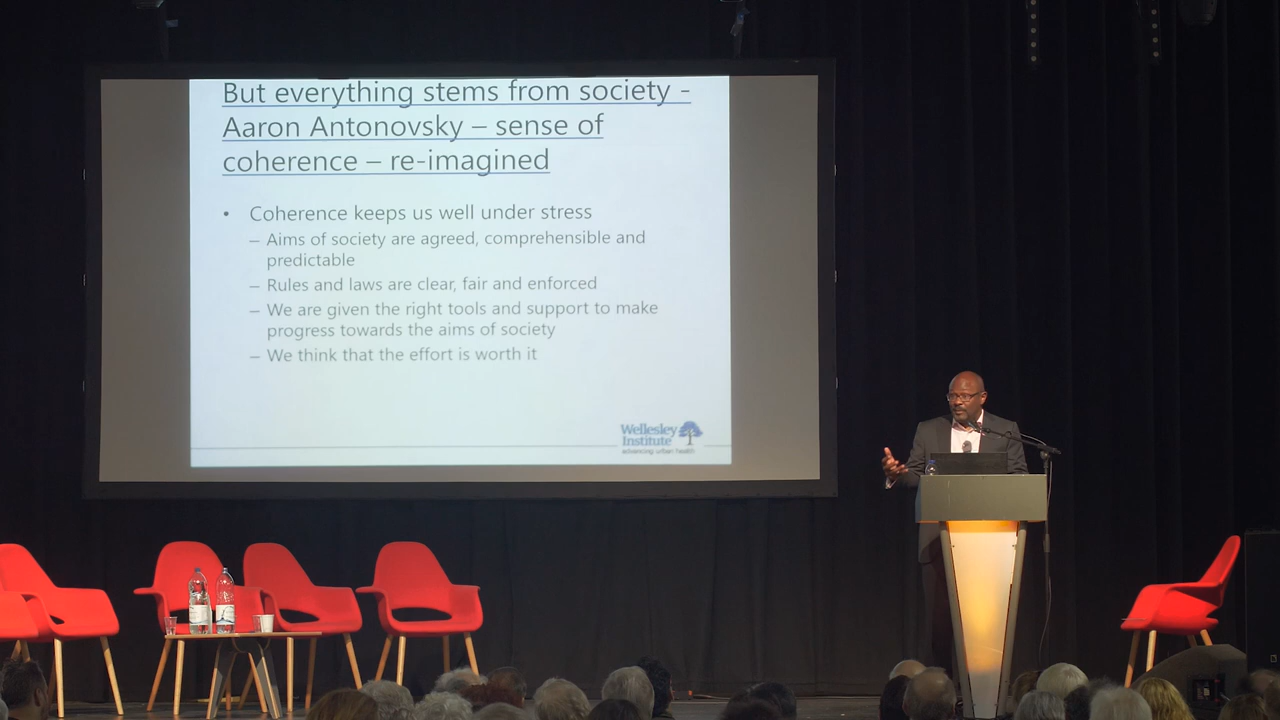 But everything stems from society -
Aaron Antonovsky – sense of
coherence – re-imagined
• Coherence keeps us well under stress
– Aims of society are agreed, comprehensible and
predictable
– Rules and laws are clear, fair and enforced
– We are given the right tools and support to make
progress towards the aims of society
– We think that the effort is worth it
Wellesley
Institute
advancing urban health